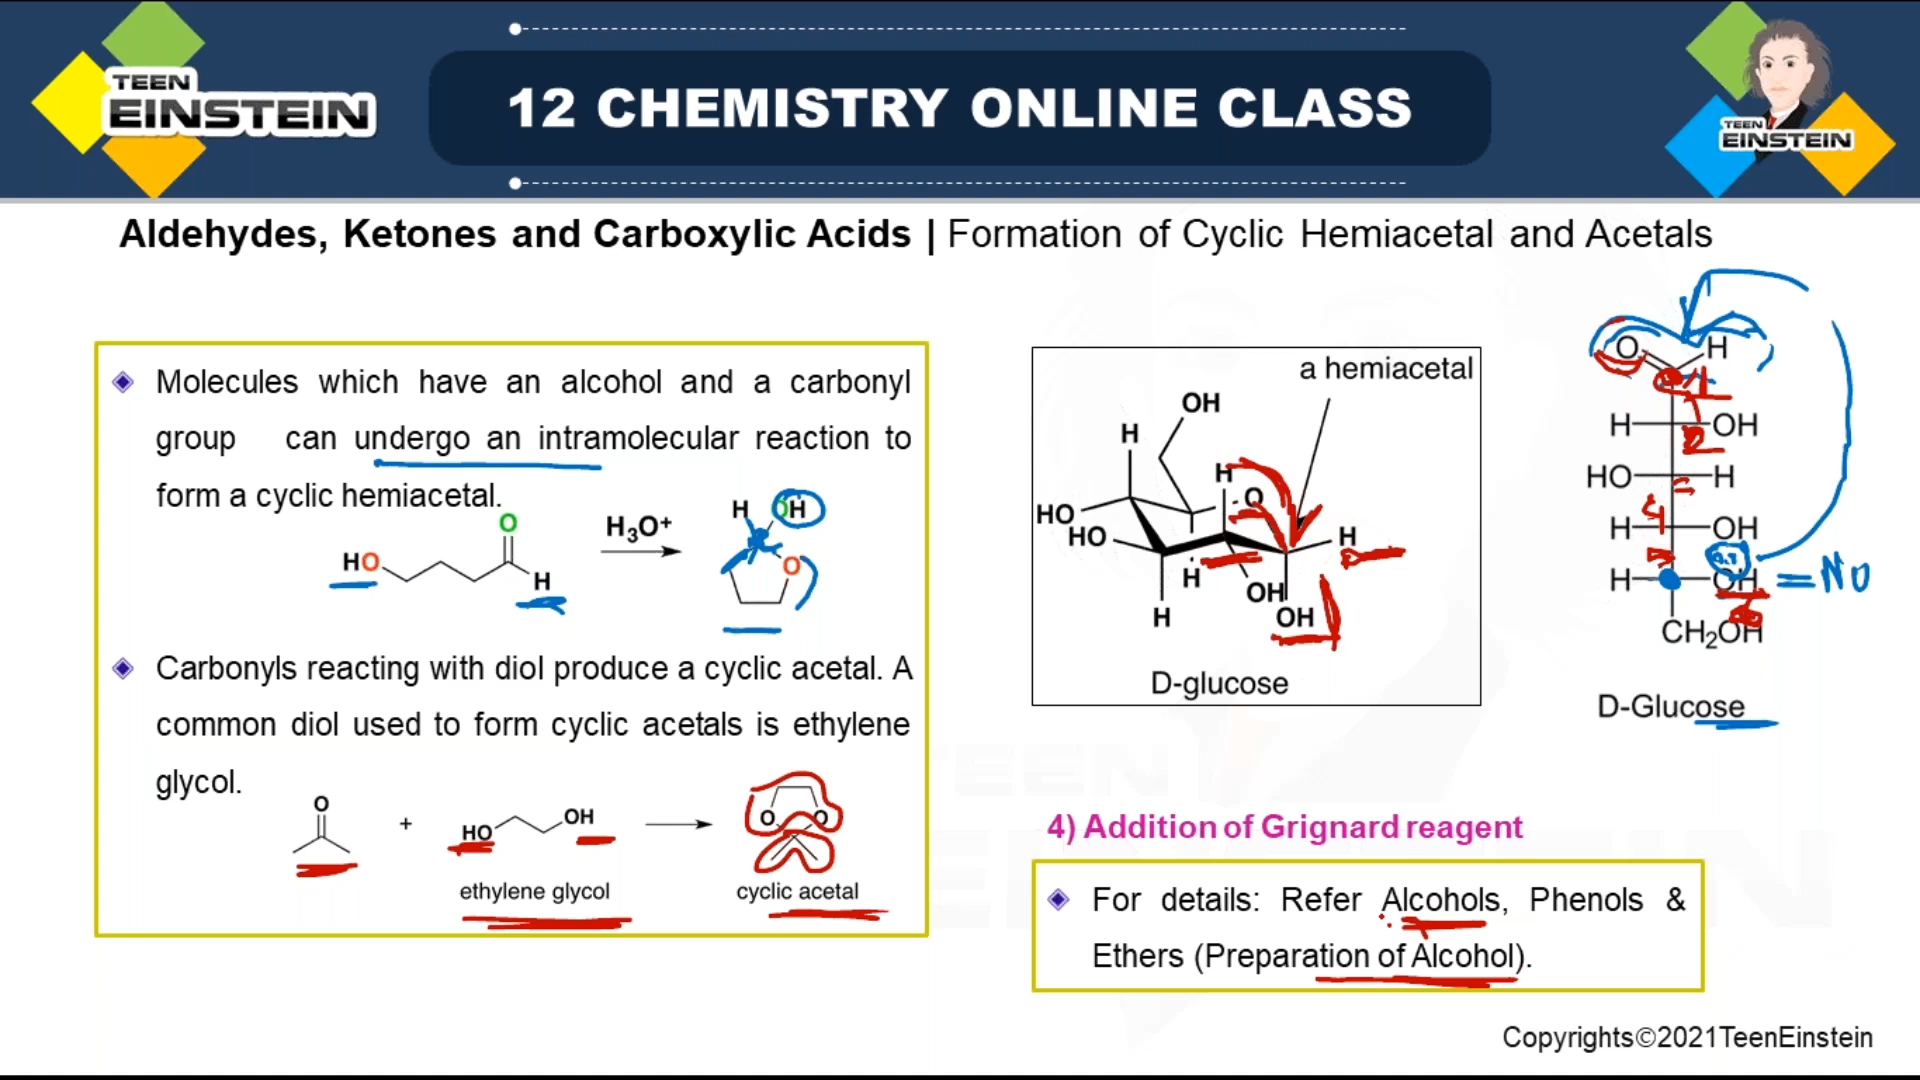 TEEN
EINSTEIN
12 CHEMISTRY ONLINE CLASS
TEEN
EINSTEIN
Aldehydes, Ketones and Carboxylic Acids | Formation of Cyclic Hemiacetal and Acetals
Molecules which have an alcohol and a carbonyl
group can undergo an intramolecular reaction to
form a cyclic hemiacetal.
HO
O
H
H₃O⁺
H
OH
O
Carbonyls reacting with diol produce a cyclic acetal. A
common diol used to form cyclic acetals is ethylene
glycol.
O
+
HO
OH
O
O
ethylene glycol
cyclic acetal
a hemiacetal
OH
H
H
O
HO
HO
H
H
OH
H
OH
D-glucose
O
H
1
H
OH
2
HO
H
H
OH
4
H
OH
= NO
CH₂OH
D-Glucose
4) Addition of Grignard reagent
For details: Refer Alcohols, Phenols &
Ethers (Preparation of Alcohol).
Copyrights©2021TeenEinstein